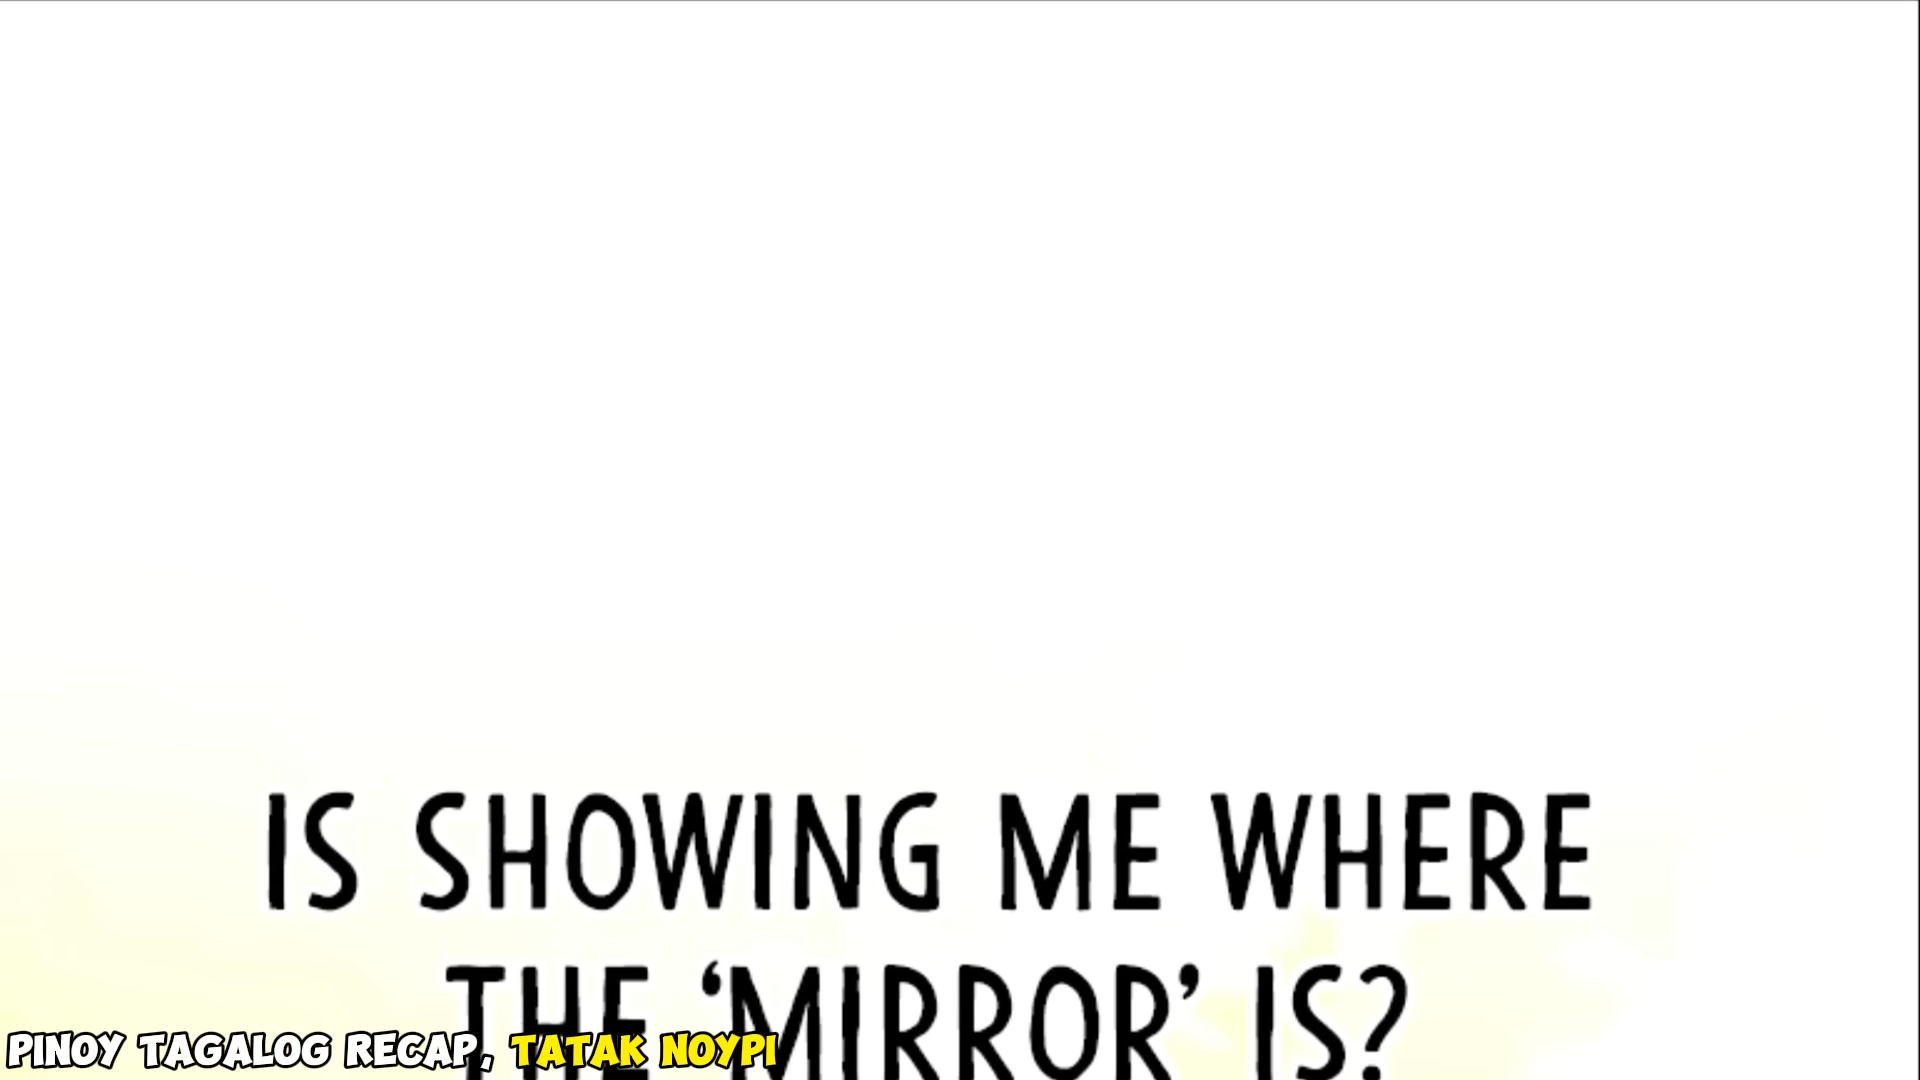 IS SHOWING ME WHERE
THE ‘MIRROR’ IS?
PINOY TAGALOG RECAP, TATAK NOYPI